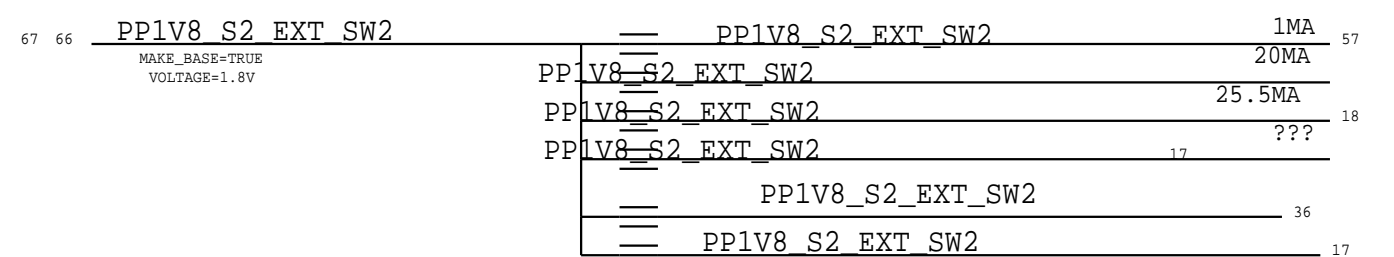 67 66 PP1V8_S2_EXT_SW2 PP1V8_S2_EXT_SW2 1MA 57
MAKE_BASE=TRUE
VOLTAGE=1.8V
PP1V8_S2_EXT_SW2 20MA
PP1V8_S2_EXT_SW2 25.5MA 18
PP1V8_S2_EXT_SW2 17 ???
PP1V8_S2_EXT_SW2 36
PP1V8_S2_EXT_SW2 17